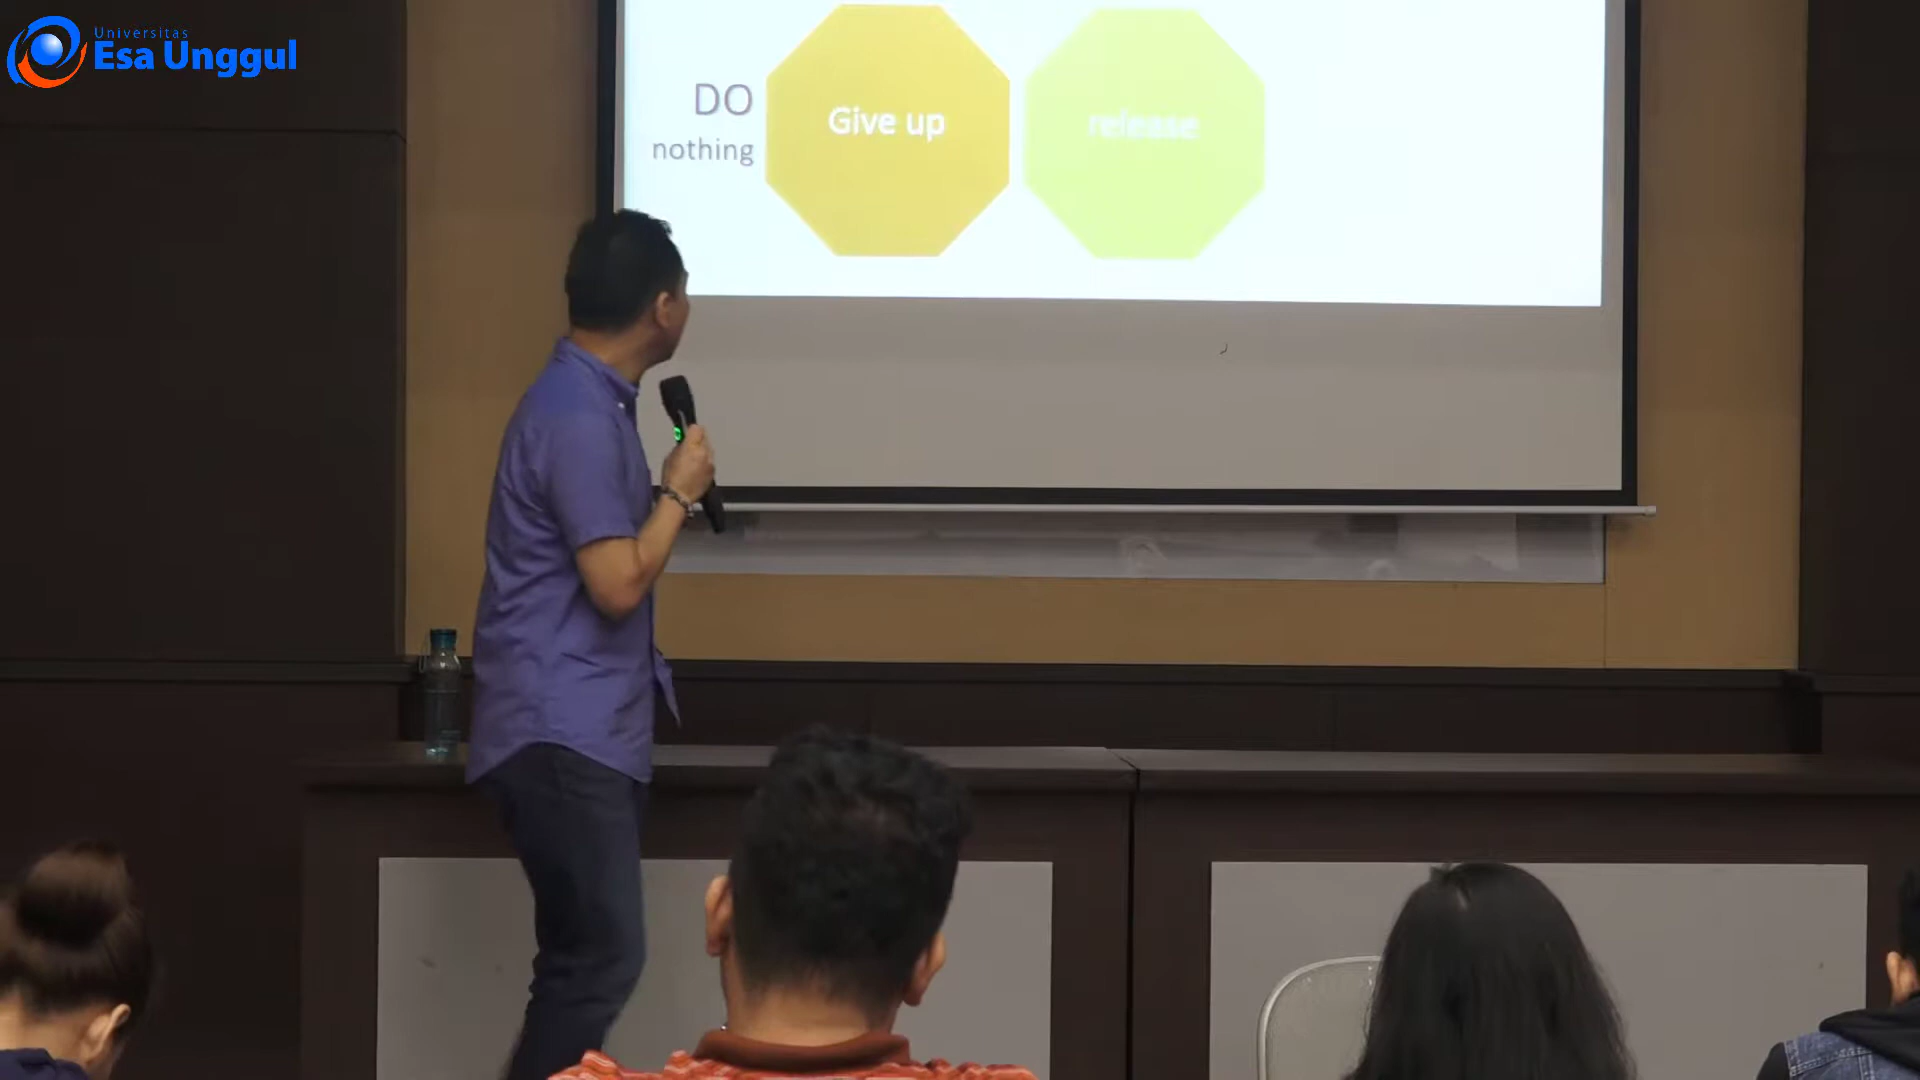 Universitas
Esa Unggul
DO
nothing
Give up
release